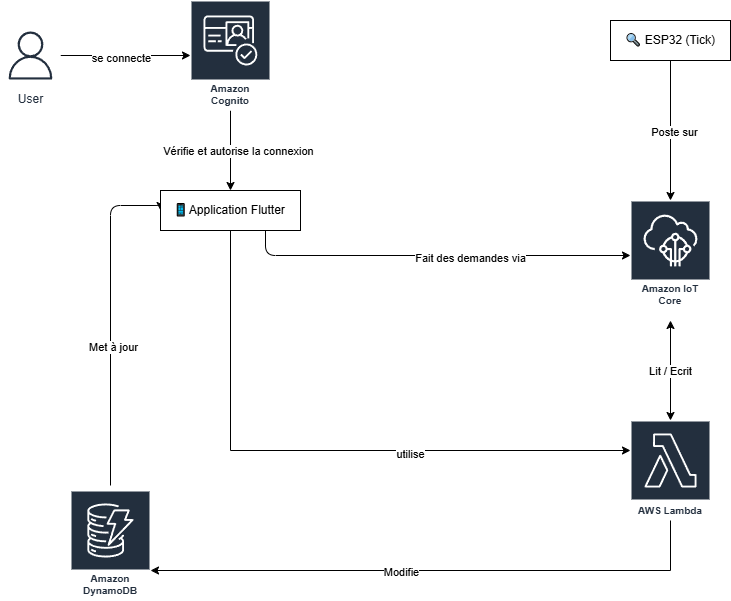 se connecte
User
Amazon
Cognito
🔍 ESP32 (Tick)
Poste sur
Vérifie et autorise la connexion
📱 Application Flutter
Fait des demandes via
Amazon IoT
Core
Met à jour
Lit / Ecrit
utilise
AWS Lambda
Modifie
Amazon
DynamoDB